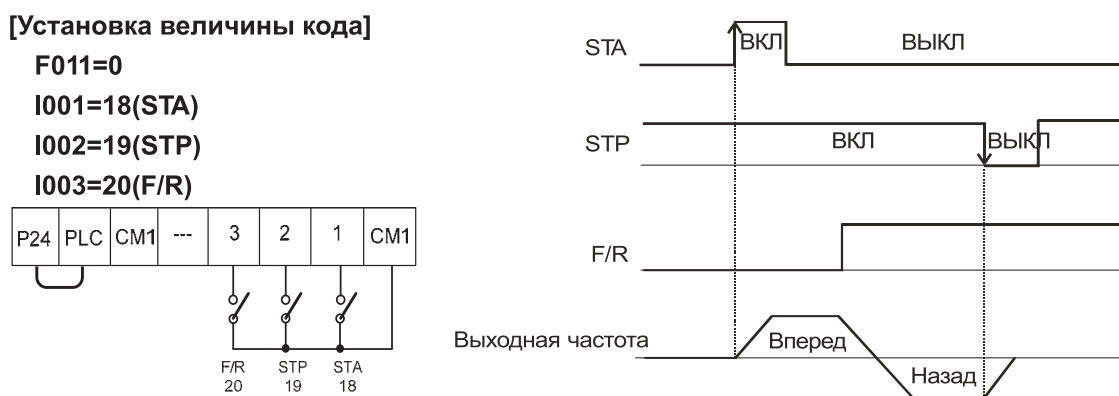 [Установка величины кода]
F011=0
I001=18(STA)
I002=19(STP)
I003=20(F/R)
P24 PLC CM1 --- 3 2 1 CM1
F/R STP STA
20 19 18
STA ВКЛ ВЫКЛ
STP ВКЛ ВЫКЛ
F/R
Выходная частота Вперед
Назад